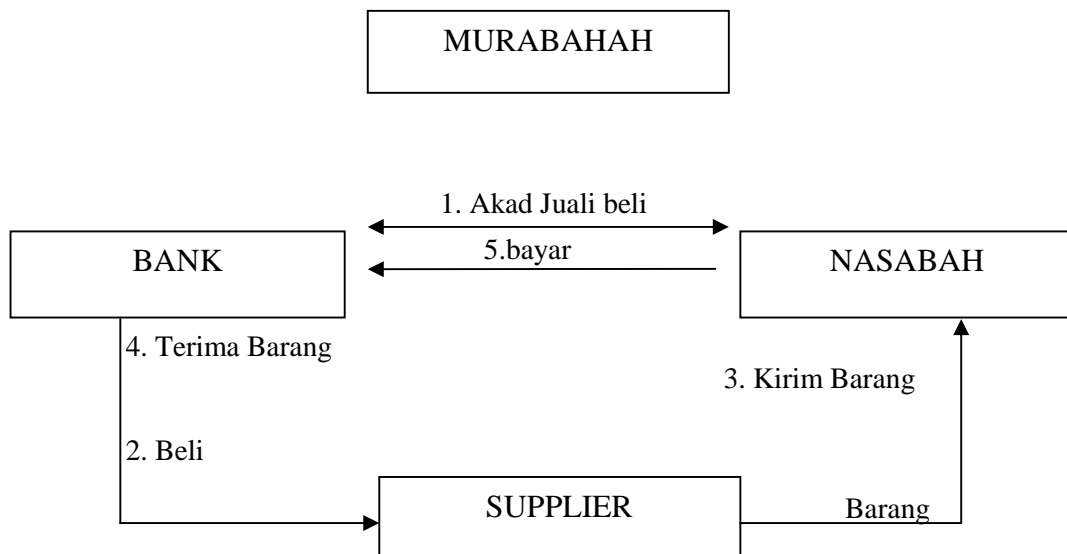 MURABAHAH
1. Akad Juali beli
BANK
5.bayar
NASABAH
4. Terima Barang
3. Kirim Barang
2. Beli
SUPPLIER
Barang